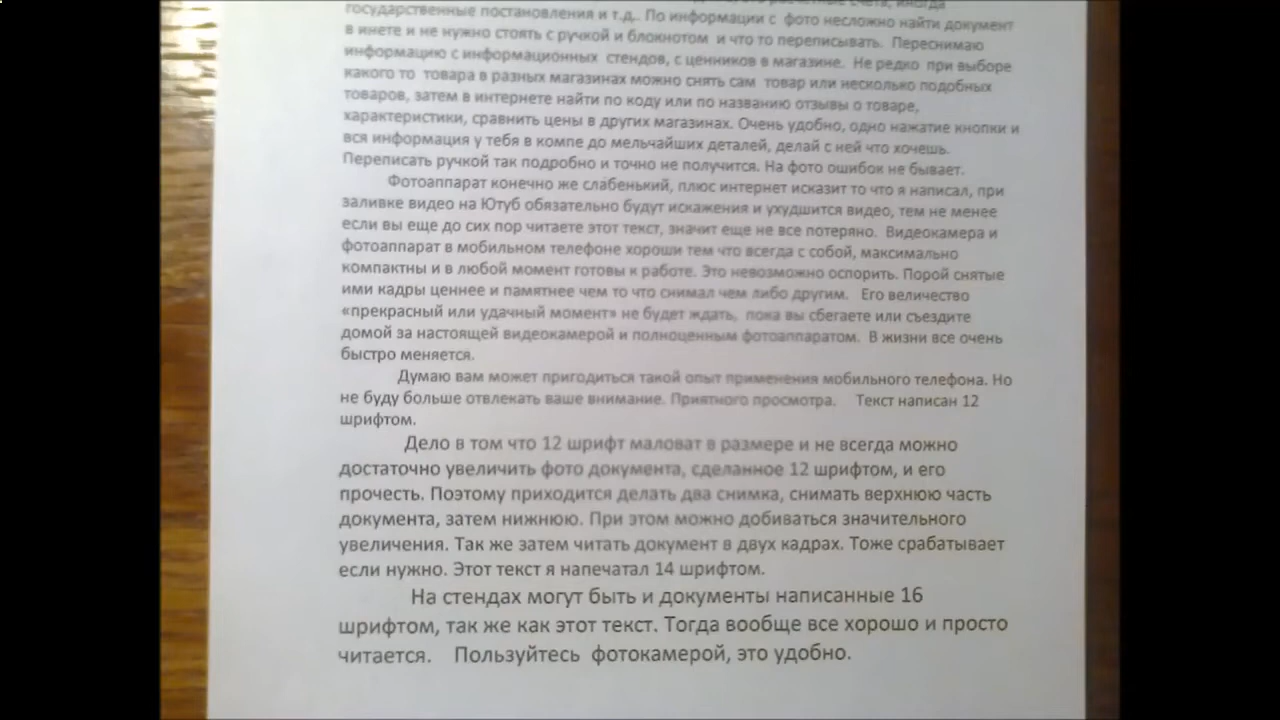 расчетные счета, иногда
государственные постановления и т.д.. По информации с фото несложно найти документ
в инете и не нужно стоять с ручкой и блокнотом и что то переписывать. Переснимаю
информацию с информационных стендов, с ценников в магазине. Не редко при выборе
какого то товара в разных магазинах можно снять сам товар или несколько подобных
товаров, затем в интернете найти по коду или по названию отзывы о товаре,
характеристики, сравнить цены в других магазинах. Очень удобно, одно нажатие кнопки и
вся информация у тебя в компе до мельчайших деталей, делай с ней что хочешь.
Переписать ручкой так подробно и точно не получится. На фото ошибок не бывает.
Фотоаппарат конечно же слабенький, плюс интернет исказит то что я написал, при
заливке видео на Ютуб обязательно будут искажения и ухудшится видео, тем не менее
если вы еще до сих пор читаете этот текст, значит еще не все потеряно. Видеокамера и
фотоаппарат в мобильном телефоне хороши тем что всегда с собой, максимально
компактны и в любой момент готовы к работе. Это невозможно оспорить. Порой снятые
ими кадры ценнее и памятнее чем то что снимал чем либо другим. Его величество
«прекрасный или удачный момент» не будет ждать, пока вы сбегаете или съездите
домой за настоящей видеокамерой и полноценным фотоаппаратом. В жизни все очень
быстро меняется.
Думаю вам может пригодиться такой опыт применения мобильного телефона. Но
не буду больше отвлекать ваше внимание. Приятного просмотра. Текст написан 12
шрифтом.
Дело в том что 12 шрифт маловат в размере и не всегда можно
достаточно увеличить фото документа, сделанное 12 шрифтом, и его
прочесть. Поэтому приходится делать два снимка, снимать верхнюю часть
документа, затем нижнюю. При этом можно добиваться значительного
увеличения. Так же затем читать документ в двух кадрах. Тоже срабатывает
если нужно. Этот текст я напечатал 14 шрифтом.
На стендах могут быть и документы написанные 16
шрифтом, так же как этот текст. Тогда вообще все хорошо и просто
читается. Пользуйтесь фотокамерой, это удобно.